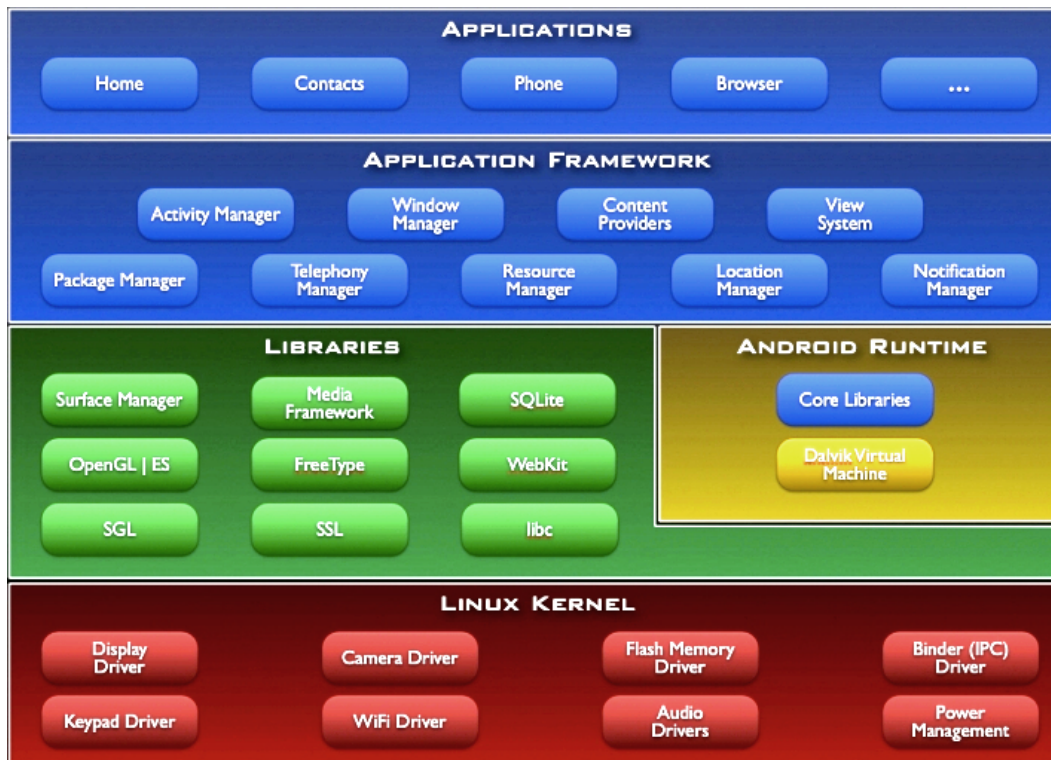 APPLICATIONS
Home
Contacts
Phone
Browser
...
APPLICATION FRAMEWORK
Activity Manager
Window
Manager
Content
Providers
View
System
Package Manager
Telephony
Manager
Resource
Manager
Location
Manager
Notification
Manager
LIBRARIES
Surface Manager
Media
Framework
SQLite
OpenGL | ES
FreeType
WebKit
SGL
SSL
libc
ANDROID RUNTIME
Core Libraries
Dalvik Virtual
Machine
LINUX KERNEL
Display
Driver
Camera Driver
Flash Memory
Driver
Binder (IPC)
Driver
Keypad Driver
WiFi Driver
Audio
Drivers
Power
Management